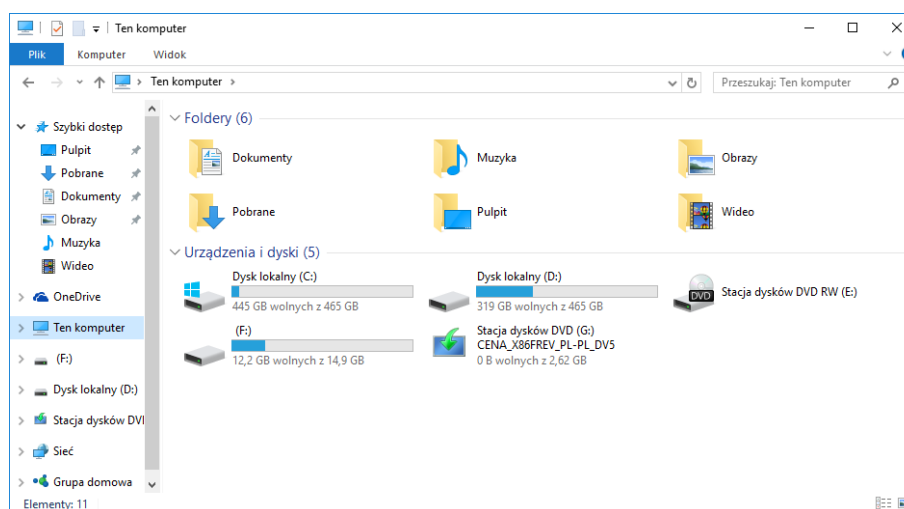 Ten komputer
Plik Komputer Widok
Ten komputer
Przeszukaj: Ten komputer
Szybki dostęp
Pulpit
Pobrane
Dokumenty
Obrazy
Muzyka
Wideo
OneDrive
Ten komputer
(F:)
Dysk lokalny (D:)
Stacja dysków DVI
Sieć
Grupa domowa
Foldery (6)
Dokumenty
Muzyka
Obrazy
Pobrane
Pulpit
Wideo
Urządzenia i dyski (5)
Dysk lokalny (C:)
445 GB wolnych z 465 GB
Dysk lokalny (D:)
319 GB wolnych z 465 GB
DVD
Stacja dysków DVD RW (E:)
(F:)
12,2 GB wolnych z 14,9 GB
Stacja dysków DVD (G:)
CENA_X86FREV_PL-PL_DV5
0 B wolnych z 2,62 GB
Elementy: 11